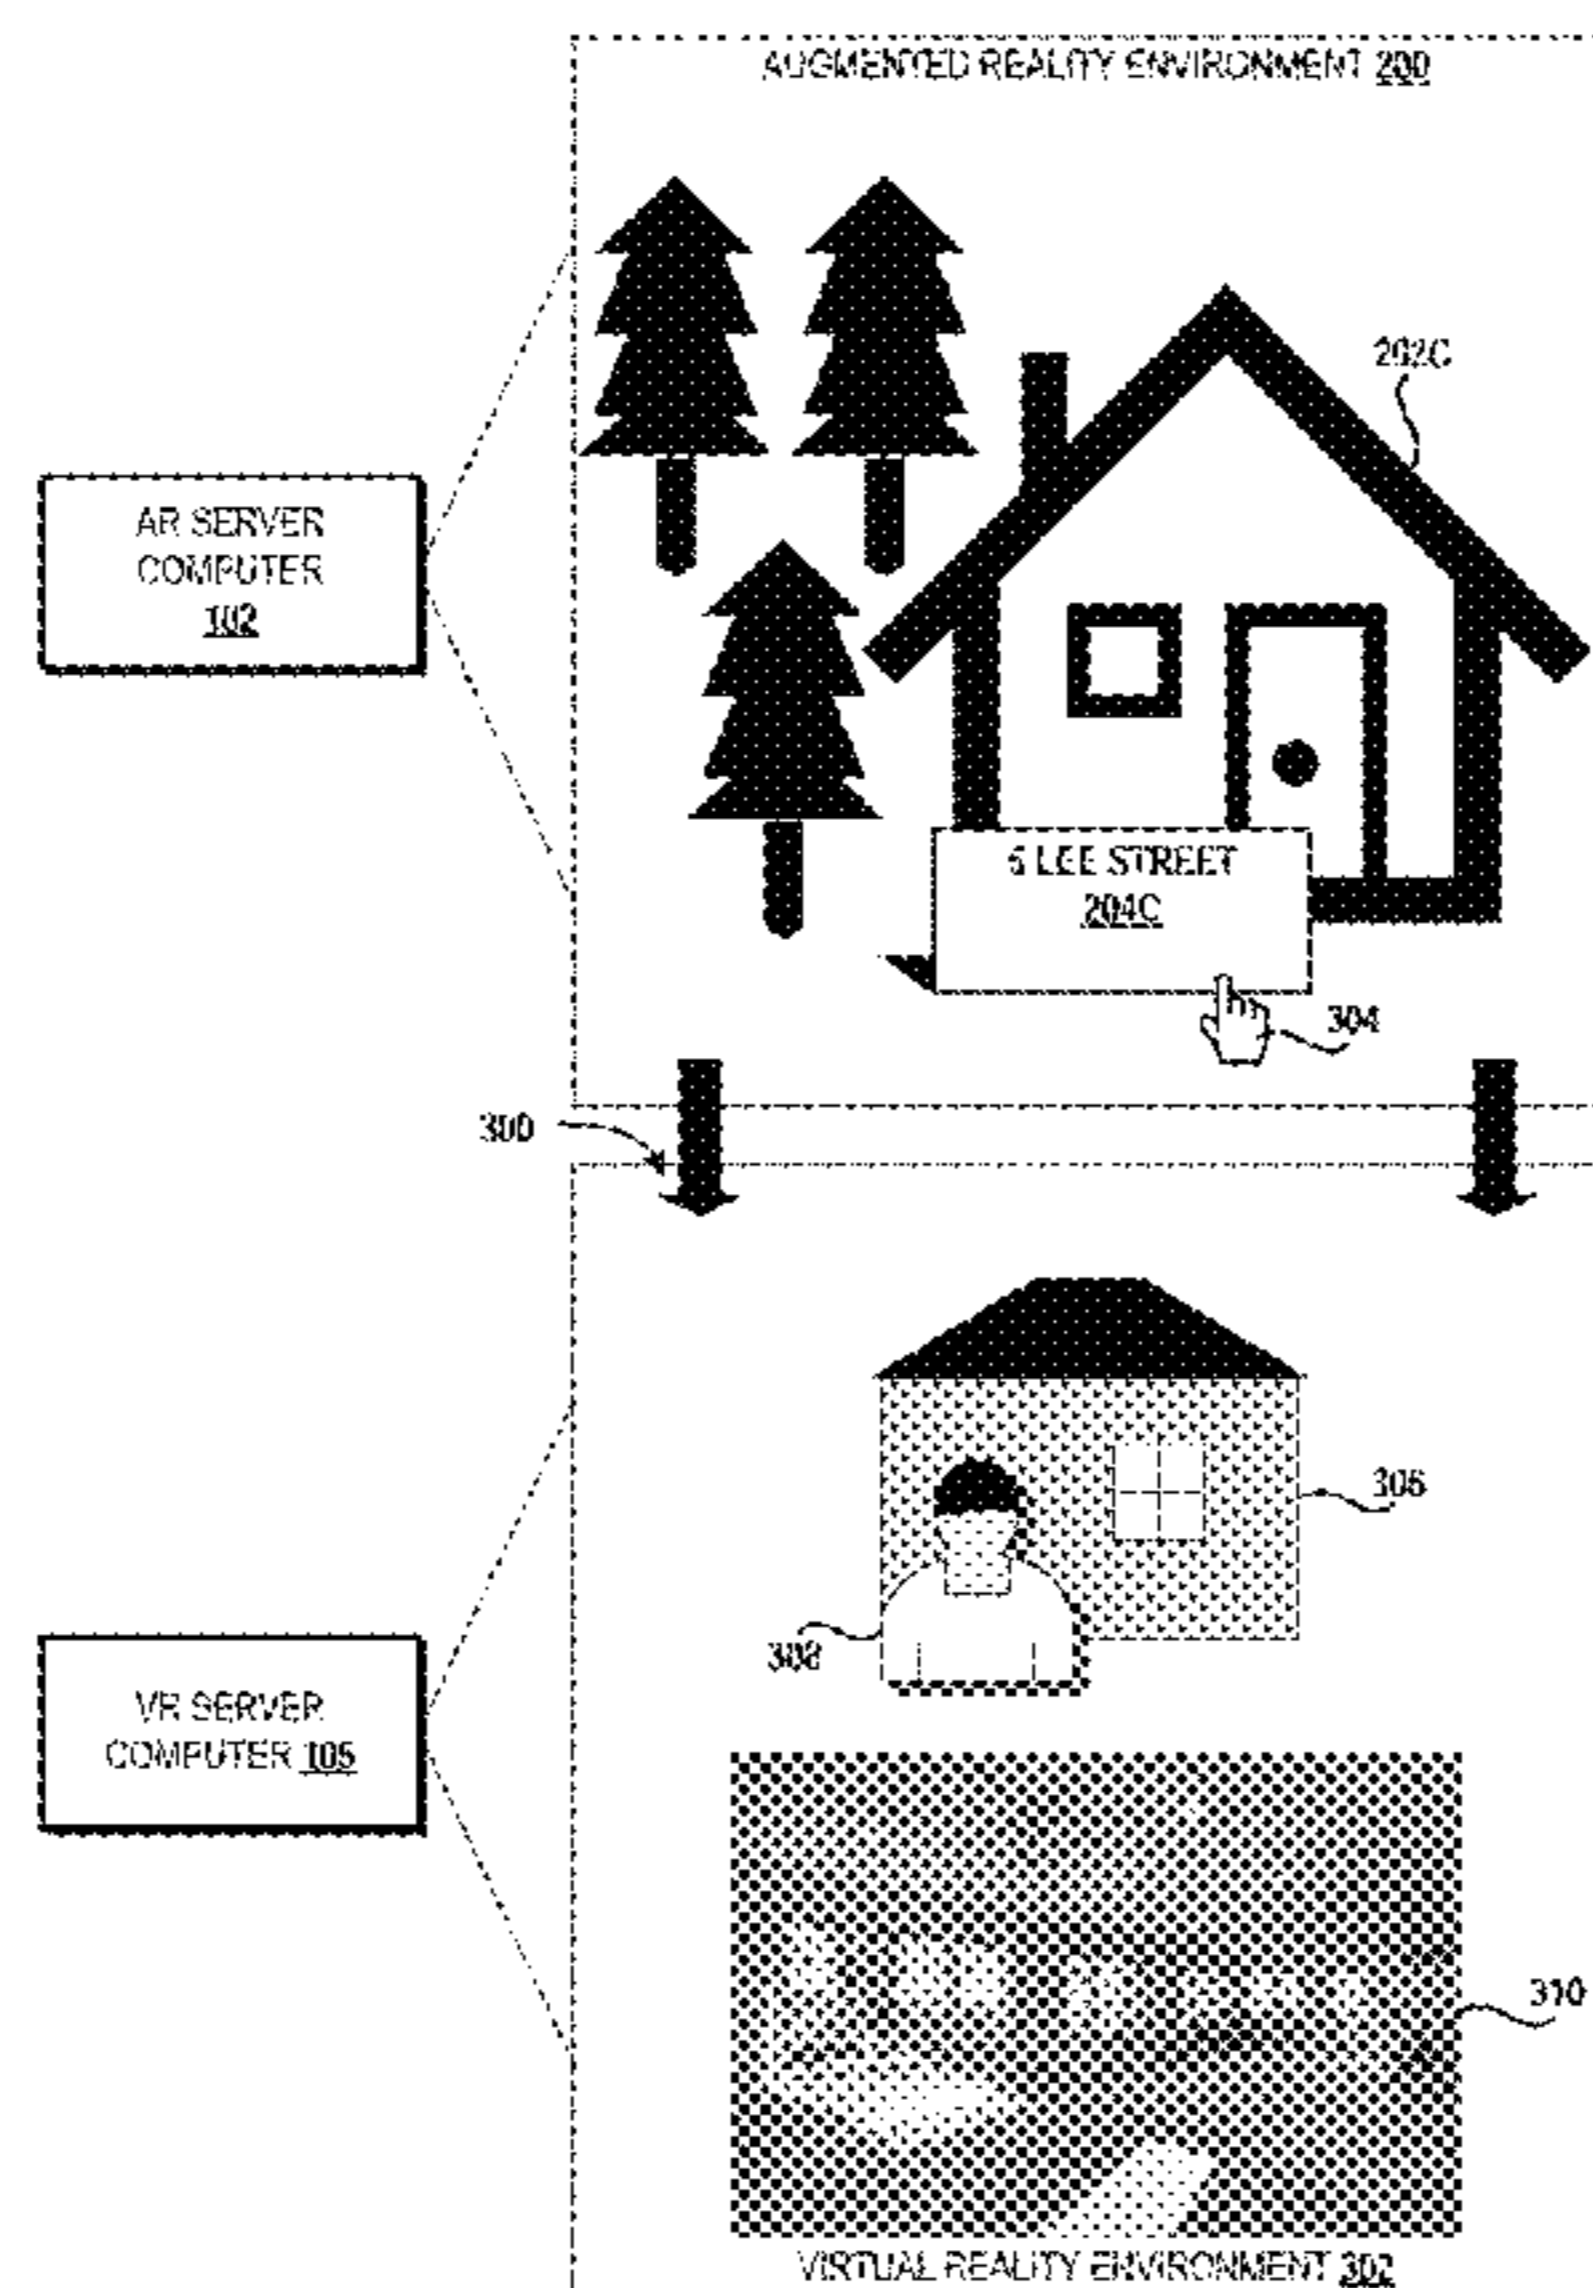 AUGMENTED REALITY ENVIRONMENT 200
202C
AR SERVER
COMPUTER
102
6 LEE STREET
204C
304
300
306
308
VR SERVER
COMPUTER 105
310
VIRTUAL REALITY ENVIRONMENT 302